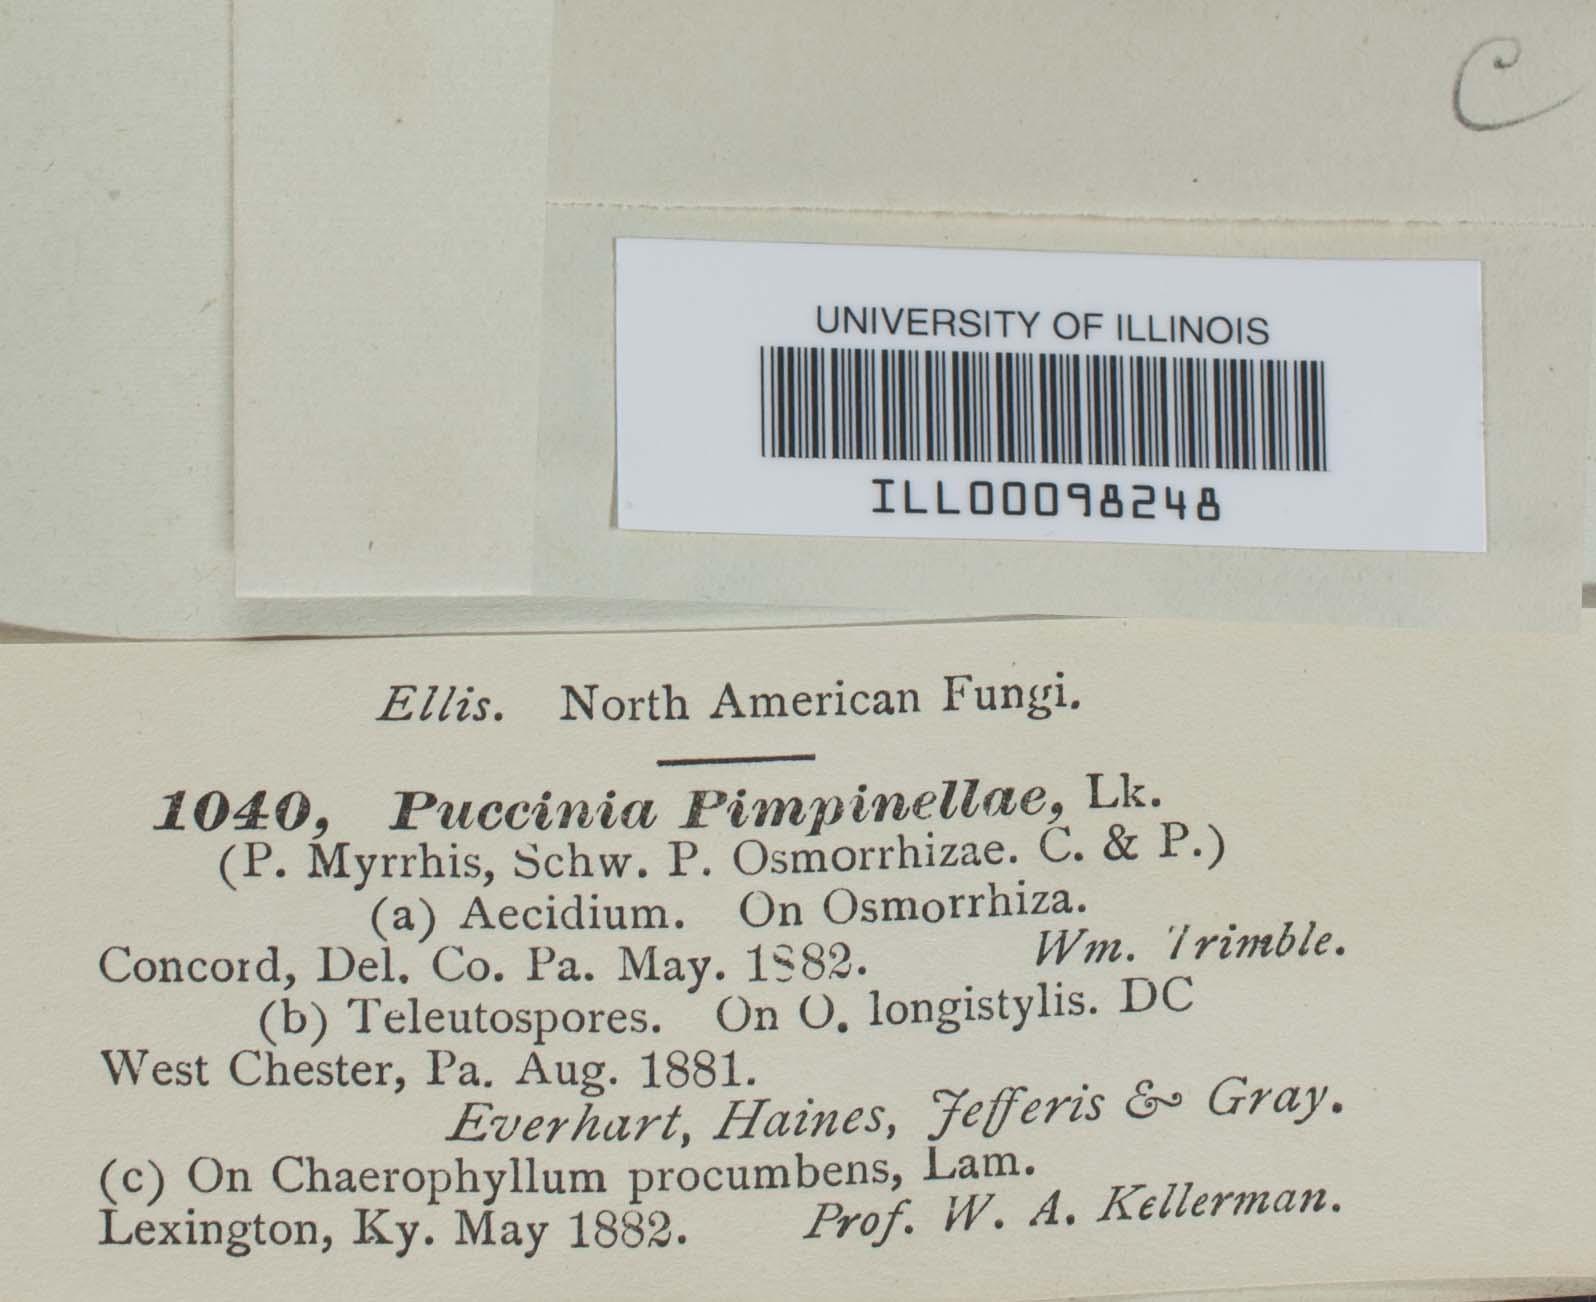 C
UNIVERSITY OF ILLINOIS
ILL00098248
Ellis. North American Fungi.
1040, Puccinia Pimpinellae, Lk.
(P. Myrrhis, Schw. P. Osmorrhizae. C. & P.)
(a) Aecidium. On Osmorrhiza.
Concord, Del. Co. Pa. May. 1882. Wm. Trimble.
(b) Teleutospores. On O. longistylis. DC
West Chester, Pa. Aug. 1881.
Everhart, Haines, Jefferis & Gray.
(c) On Chaerophyllum procumbens, Lam.
Lexington, Ky. May 1882. Prof. W. A. Kellerman.